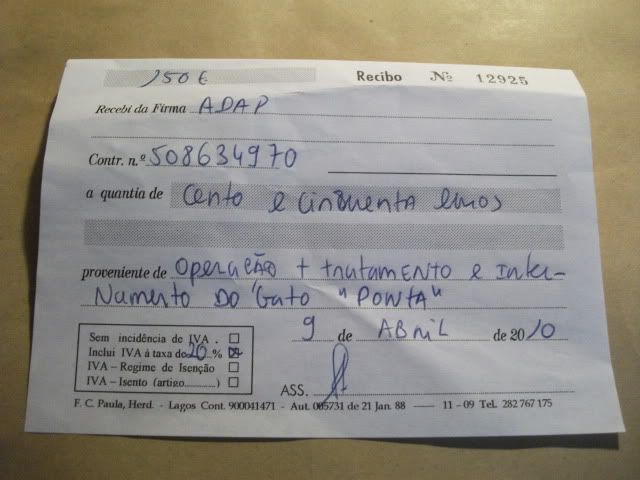 150 €
Recibo Nº 12925
Recebi da Firma ADAP
Contr. n.º 508634970
a quantia de Cento e cinquenta euros
proveniente de Operação + tratamento e Inter-
Namento do Gato "PONTA"
9 de Abril de 2010
Sem incidência de IVA . ☐
Inclui IVA à taxa de 20 % ☒
IVA – Regime de Isenção ☐
IVA – Isento (artigo..........) ☐
ASS.
F. C. Paula, Herd. - Lagos Cont. 900041471 - Aut. 005731 de 21 Jan. 88 —— 11 - 09 Tel. 282 767 175